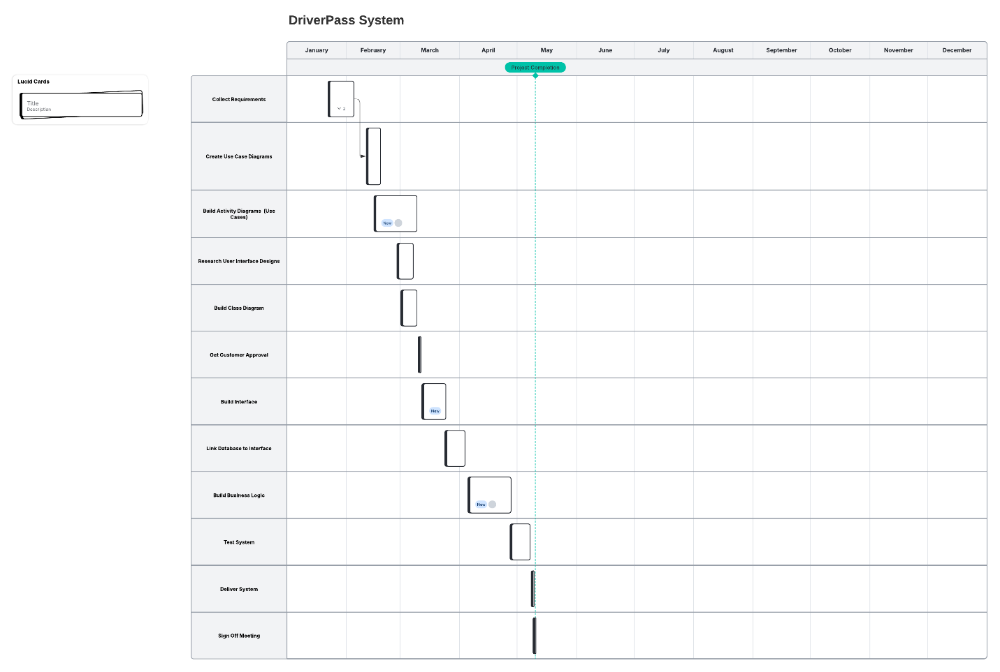 DriverPass System
January February March April May June July August September October November December
Project Completion
Lucid Cards
Title
Description
Collect Requirements
2
Create Use Case Diagrams
Build Activity Diagrams (Use
Cases)
New
Research User Interface Designs
Build Class Diagram
Get Customer Approval
Build Interface
New
Link Database to Interface
Build Business Logic
New
Test System
Deliver System
Sign Off Meeting